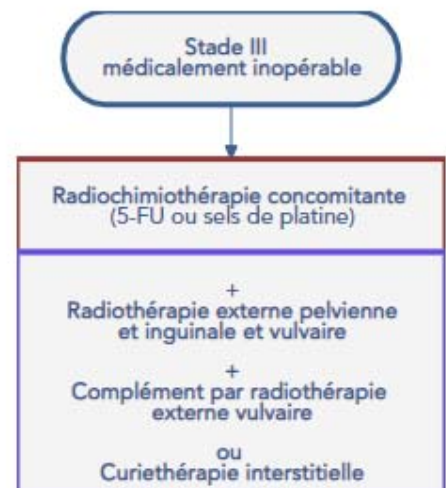 Stade III
médicalement inopérable
Radiochimiothérapie concomitante
(5-FU ou sels de platine)
+
Radiothérapie externe pelvienne
et inguinale et vulvaire
+
Complément par radiothérapie
externe vulvaire
ou
Curiethérapie interstitielle